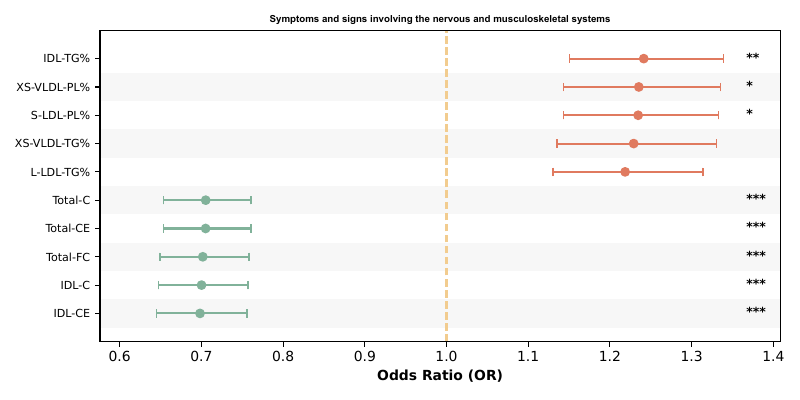 Symptoms and signs involving the nervous and musculoskeletal systems
IDL-TG% **
XS-VLDL-PL% *
S-LDL-PL% *
XS-VLDL-TG%
L-LDL-TG%
Total-C ***
Total-CE ***
Total-FC ***
IDL-C ***
IDL-CE ***
0.6 0.7 0.8 0.9 1.0 1.1 1.2 1.3 1.4
Odds Ratio (OR)